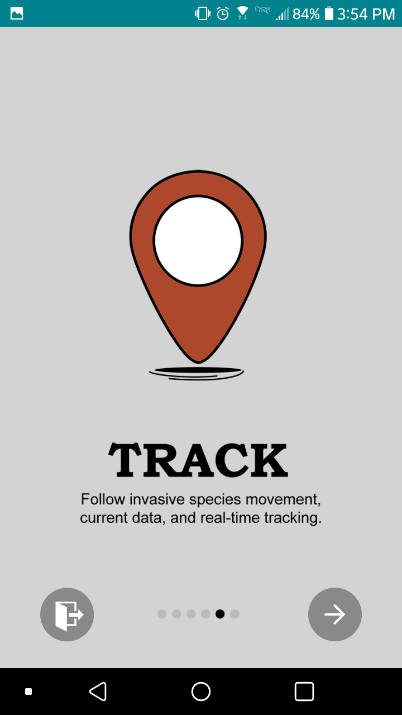 84% 3:54 PM
TRACK
Follow invasive species movement,
current data, and real-time tracking.